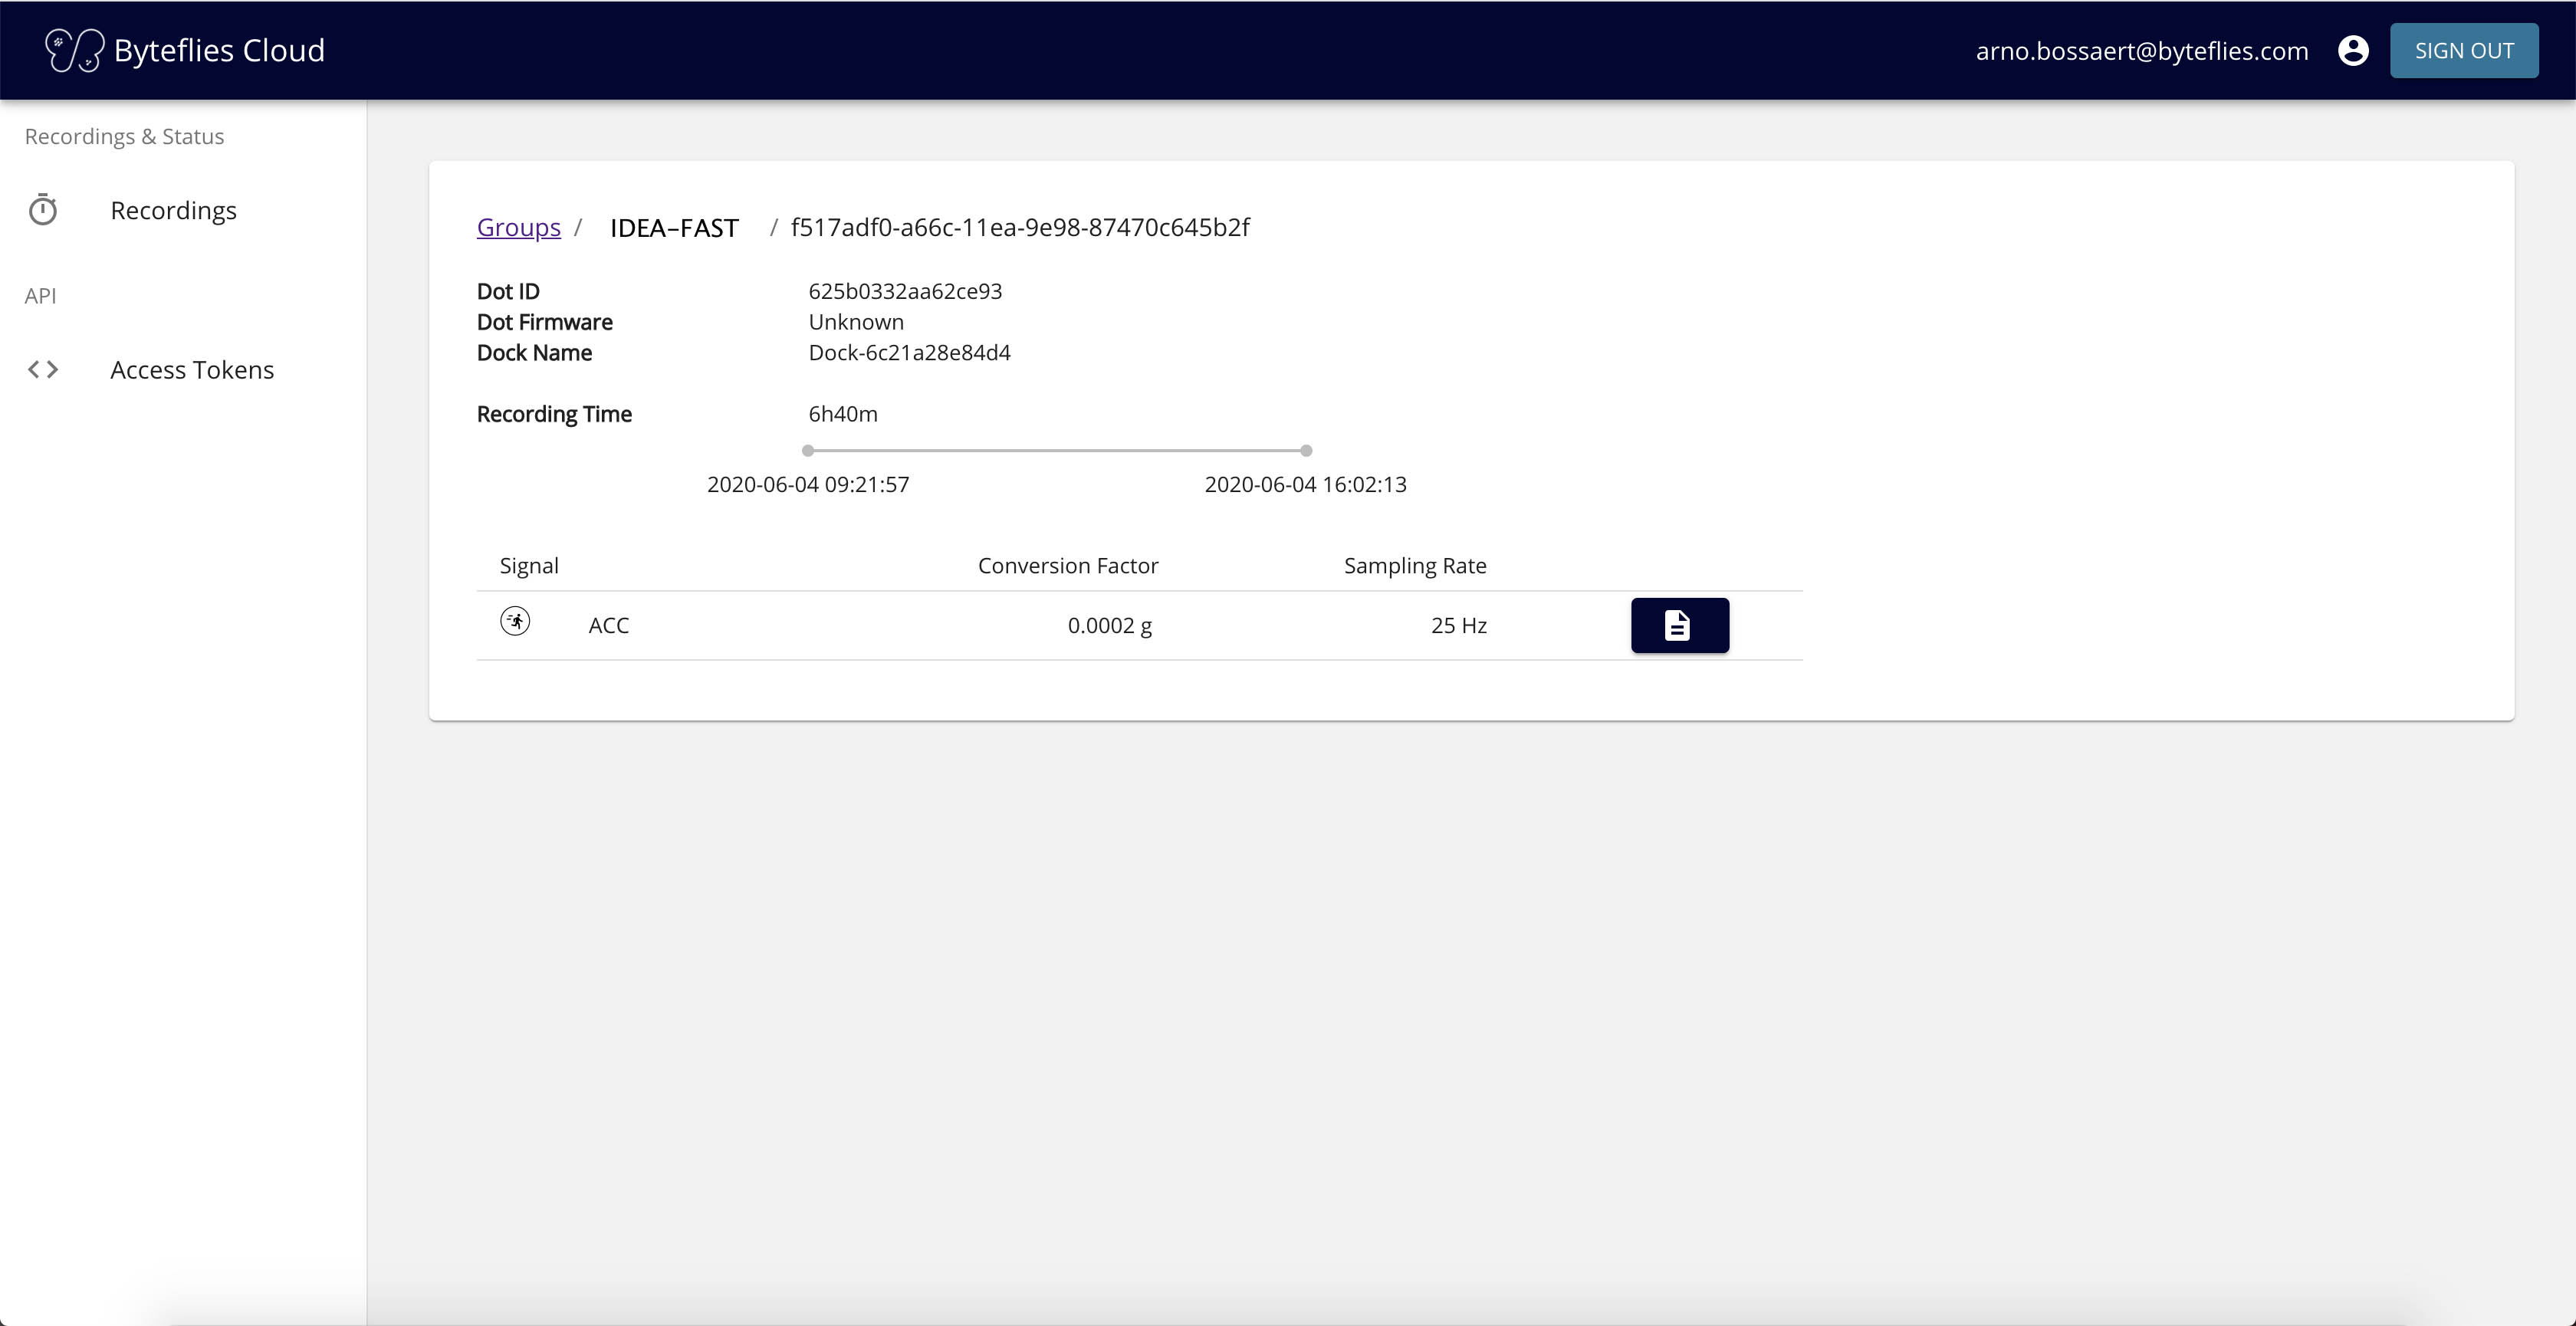 Byteflies Cloud
arno.bossaert@byteflies.com
SIGN OUT
Recordings & Status
Recordings
API
Access Tokens
Groups / IDEA-FAST / f517adf0-a66c-11ea-9e98-87470c645b2f
Dot ID 625b0332aa62ce93
Dot Firmware Unknown
Dock Name Dock-6c21a28e84d4
Recording Time 6h40m
2020-06-04 09:21:57 2020-06-04 16:02:13
Signal Conversion Factor Sampling Rate
ACC 0.0002 g 25 Hz